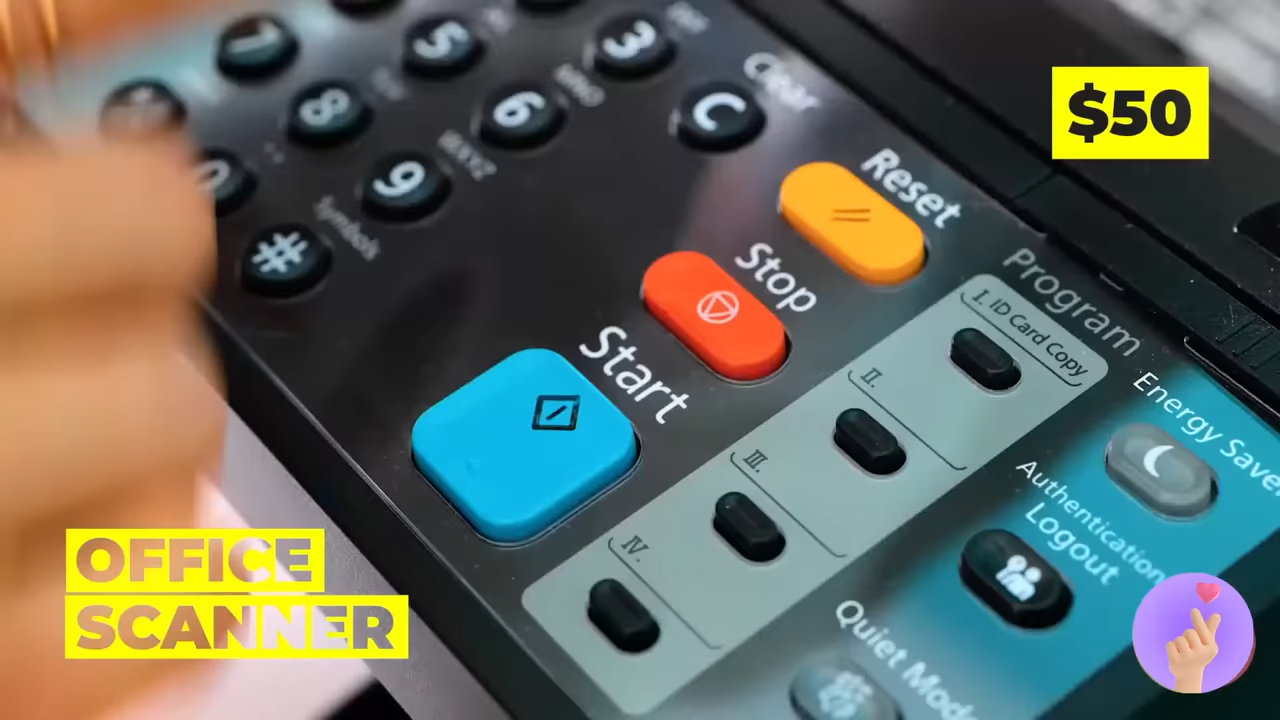 $50
5
3
Clear
8
6
C
9
#
Symbols
WXYZ
MNO
Reset
Stop
Start
Program
I. ID Card Copy
II.
III.
IV.
Energy Saver
Authentication
Logout
Quiet Mode
OFFICE
SCANNER